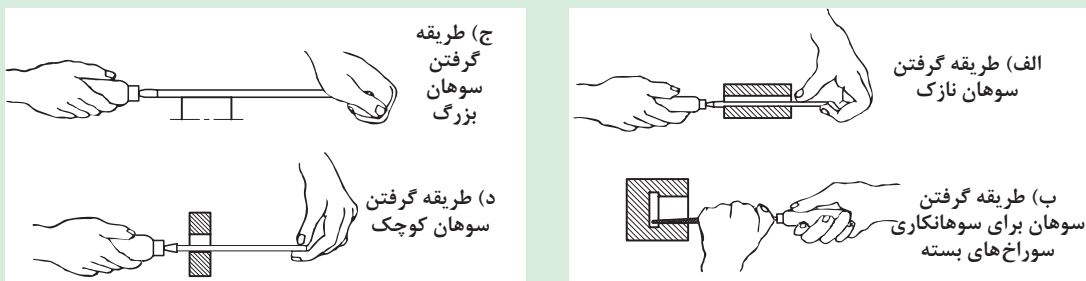 الف) طریقه گرفتن
سوهان نازک
ب) طریقه گرفتن
سوهان برای سوهانکاری
سوراخ‌های بسته
ج) طریقه
گرفتن
سوهان
بزرگ
د) طریقه گرفتن
سوهان کوچک